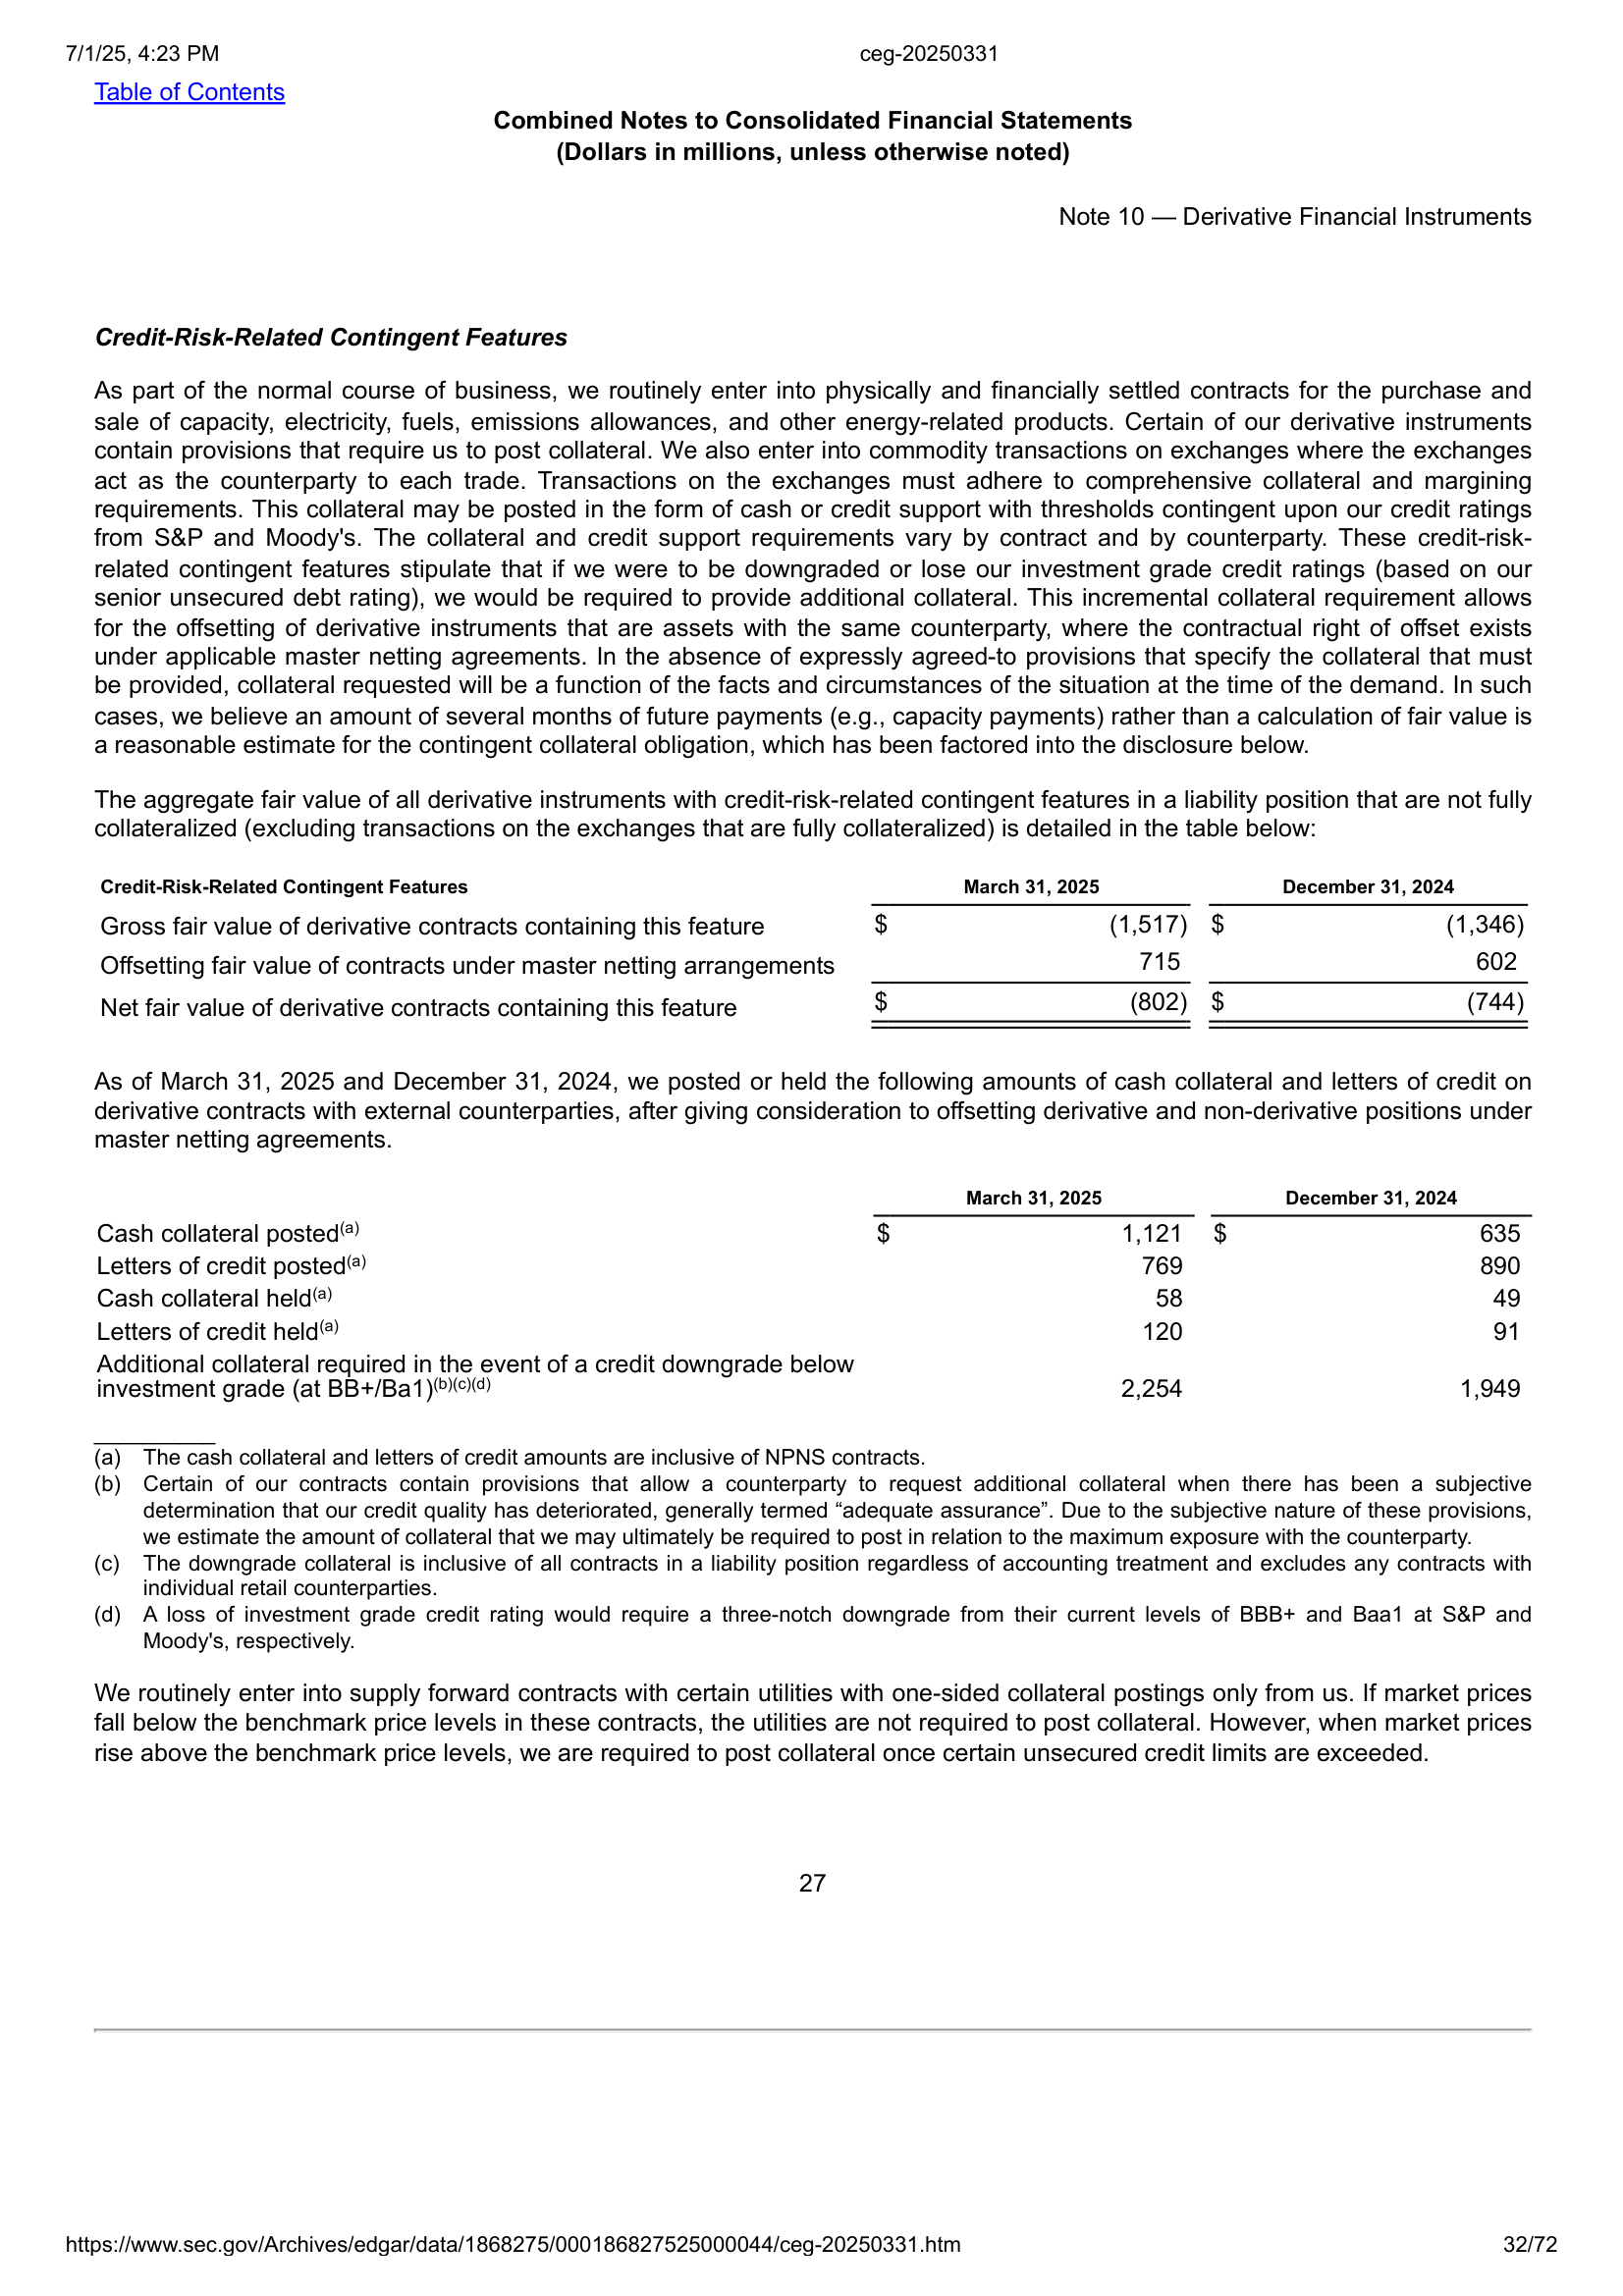 7/1/25, 4:23 PM ceg-20250331
Table of Contents
Combined Notes to Consolidated Financial Statements
(Dollars in millions, unless otherwise noted)
Note 10 — Derivative Financial Instruments
Credit-Risk-Related Contingent Features
As part of the normal course of business, we routinely enter into physically and financially settled contracts for the purchase and
sale of capacity, electricity, fuels, emissions allowances, and other energy-related products. Certain of our derivative instruments
contain provisions that require us to post collateral. We also enter into commodity transactions on exchanges where the exchanges
act as the counterparty to each trade. Transactions on the exchanges must adhere to comprehensive collateral and margining
requirements. This collateral may be posted in the form of cash or credit support with thresholds contingent upon our credit ratings
from S&P and Moody's. The collateral and credit support requirements vary by contract and by counterparty. These credit-risk-
related contingent features stipulate that if we were to be downgraded or lose our investment grade credit ratings (based on our
senior unsecured debt rating), we would be required to provide additional collateral. This incremental collateral requirement allows
for the offsetting of derivative instruments that are assets with the same counterparty, where the contractual right of offset exists
under applicable master netting agreements. In the absence of expressly agreed-to provisions that specify the collateral that must
be provided, collateral requested will be a function of the facts and circumstances of the situation at the time of the demand. In such
cases, we believe an amount of several months of future payments (e.g., capacity payments) rather than a calculation of fair value is
a reasonable estimate for the contingent collateral obligation, which has been factored into the disclosure below.
The aggregate fair value of all derivative instruments with credit-risk-related contingent features in a liability position that are not fully
collateralized (excluding transactions on the exchanges that are fully collateralized) is detailed in the table below:
Credit-Risk-Related Contingent Features March 31, 2025 December 31, 2024
Gross fair value of derivative contracts containing this feature $ (1,517) $ (1,346)
Offsetting fair value of contracts under master netting arrangements 715 602
Net fair value of derivative contracts containing this feature $ (802) $ (744)
As of March 31, 2025 and December 31, 2024, we posted or held the following amounts of cash collateral and letters of credit on
derivative contracts with external counterparties, after giving consideration to offsetting derivative and non-derivative positions under
master netting agreements.
March 31, 2025 December 31, 2024
Cash collateral posted(a) $ 1,121 $ 635
Letters of credit posted(a) 769 890
Cash collateral held(a) 58 49
Letters of credit held(a) 120 91
Additional collateral required in the event of a credit downgrade below
investment grade (at BB+/Ba1)(b)(c)(d) 2,254 1,949
(a) The cash collateral and letters of credit amounts are inclusive of NPNS contracts.
(b) Certain of our contracts contain provisions that allow a counterparty to request additional collateral when there has been a subjective
determination that our credit quality has deteriorated, generally termed “adequate assurance”. Due to the subjective nature of these provisions,
we estimate the amount of collateral that we may ultimately be required to post in relation to the maximum exposure with the counterparty.
(c) The downgrade collateral is inclusive of all contracts in a liability position regardless of accounting treatment and excludes any contracts with
individual retail counterparties.
(d) A loss of investment grade credit rating would require a three-notch downgrade from their current levels of BBB+ and Baa1 at S&P and
Moody's, respectively.
We routinely enter into supply forward contracts with certain utilities with one-sided collateral postings only from us. If market prices
fall below the benchmark price levels in these contracts, the utilities are not required to post collateral. However, when market prices
rise above the benchmark price levels, we are required to post collateral once certain unsecured credit limits are exceeded.
27
https://www.sec.gov/Archives/edgar/data/1868275/000186827525000044/ceg-20250331.htm 32/72